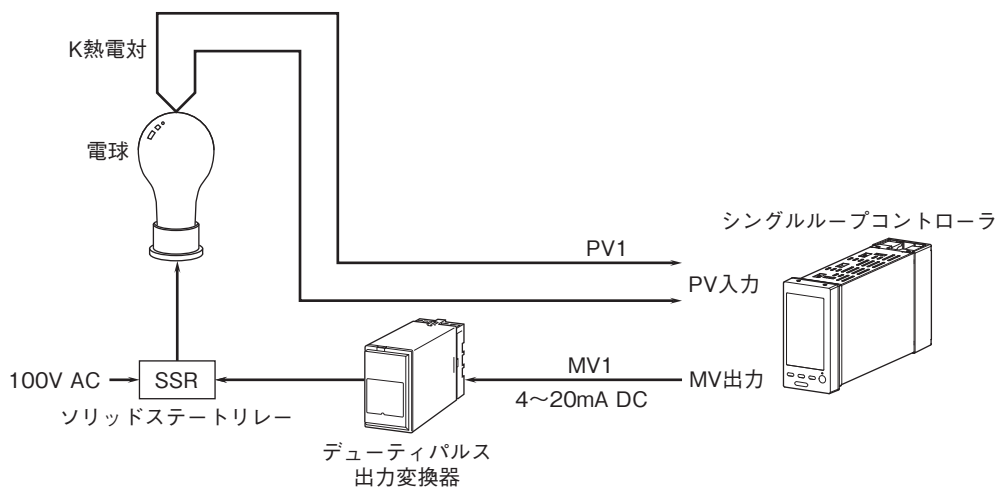 K熱電対
電球
シングルループコントローラ
PV1
PV入力
MV1
MV出力
4～20mA DC
100V AC
SSR
ソリッドステートリレー
デューティパルス
出力変換器